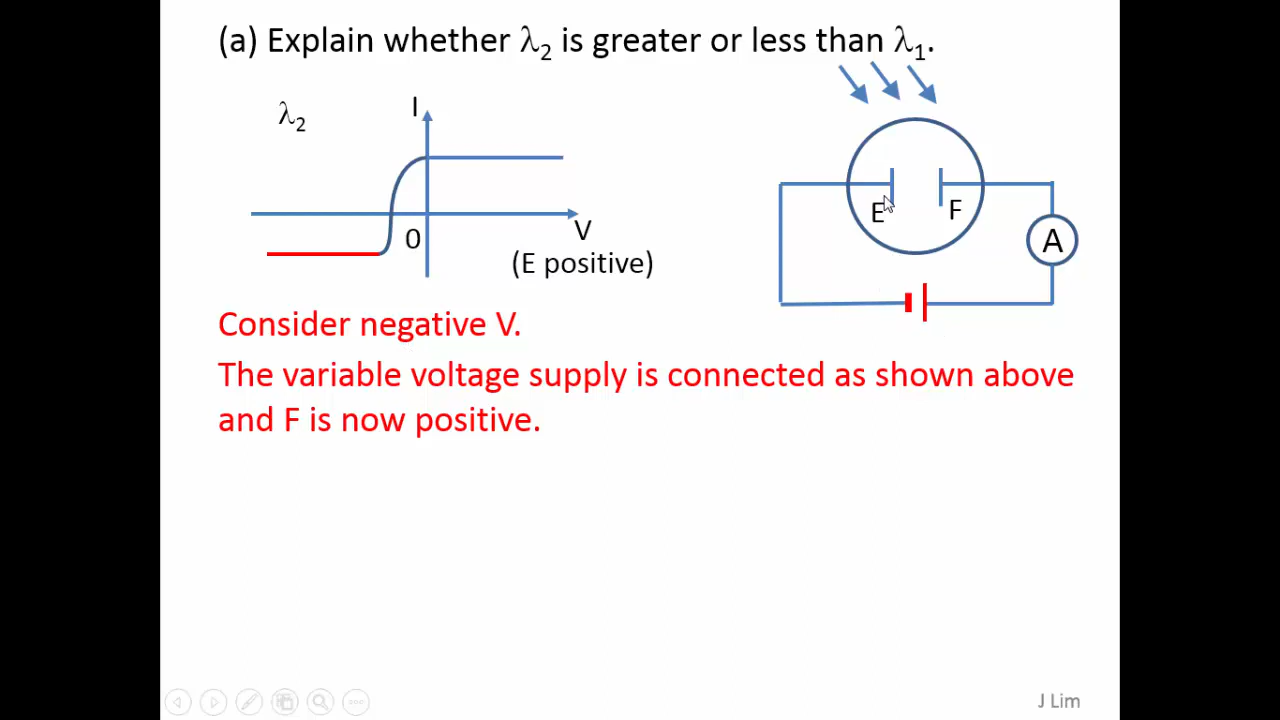 (a) Explain whether λ₂ is greater or less than λ₁.
λ₂
I
0
V
(E positive)
E
F
A
Consider negative V.
The variable voltage supply is connected as shown above
and F is now positive.
J Lim